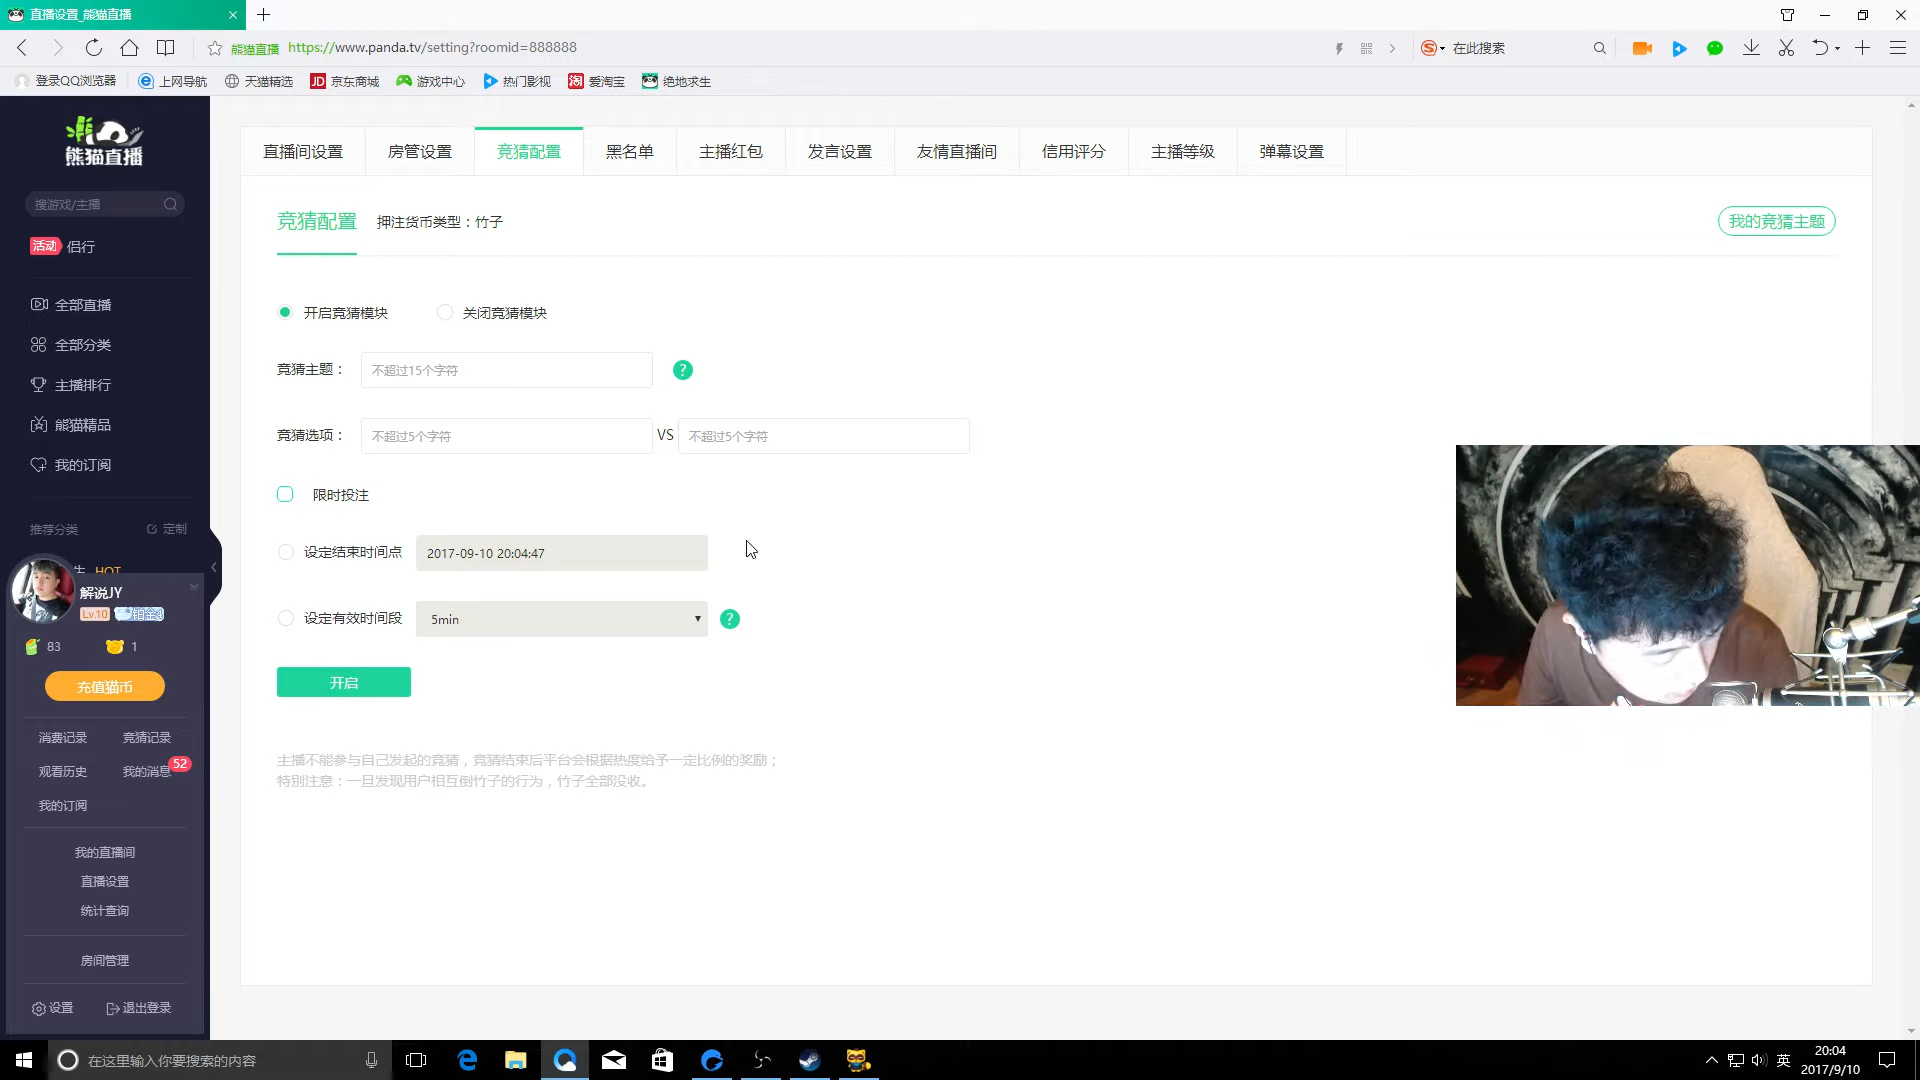 直播设置_熊猫直播
熊猫直播 https://www.panda.tv/setting?roomid=888888
在此搜索
登录QQ浏览器 上网导航 天猫精选 JD 京东商城 游戏中心 热门影视 淘 爱淘宝 绝地求生
熊猫直播
搜游戏/主播
活动 侣行
全部直播
全部分类
主播排行
熊猫精品
我的订阅
推荐分类 定制
HOT
解说JY
Lv.10 铂金3
83 1
充值猫币
消费记录 竞猜记录
观看历史 我的消息 52
我的订阅
我的直播间
直播设置
统计查询
房间管理
设置 退出登录
直播间设置 房管设置 竞猜配置 黑名单 主播红包 发言设置 友情直播间 信用评分 主播等级 弹幕设置
竞猜配置 押注货币类型：竹子 我的竞猜主题
开启竞猜模块 关闭竞猜模块
竞猜主题： 不超过15个字符 ?
竞猜选项： 不超过5个字符 VS 不超过5个字符
限时投注
设定结束时间点 2017-09-10 20:04:47
设定有效时间段 5min ?
开启
主播不能参与自己发起的竞猜，竞猜结束后平台会根据热度给予一定比例的奖励；
特别注意：一旦发现用户相互倒竹子的行为，竹子全部没收。
在这里输入你要搜索的内容
英 20:04
2017/9/10